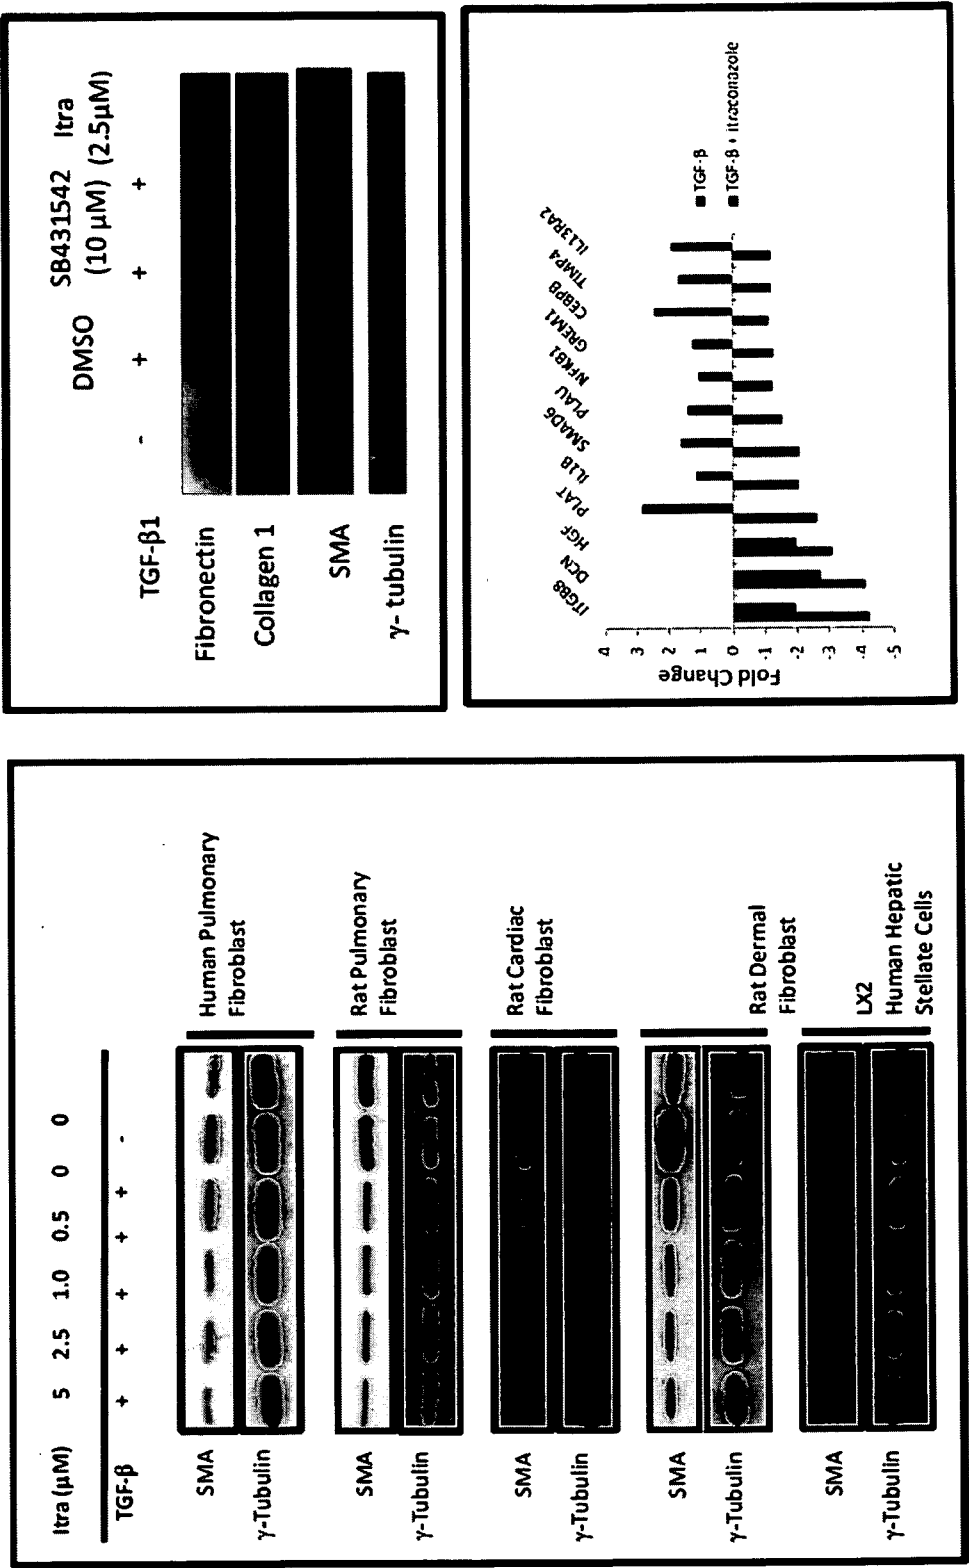 Itra (μM) 5 2.5 1.0 0.5 0 0
TGF-β + + + + + -
SMA
γ-Tubulin
Human Pulmonary
Fibroblast
SMA
γ-Tubulin
Rat Pulmonary
Fibroblast
SMA
γ-Tubulin
Rat Cardiac
Fibroblast
SMA
γ-Tubulin
Rat Dermal
Fibroblast
SMA
γ-Tubulin
LX2
Human Hepatic
Stellate Cells
DMSO SB431542 Itra
(10 μM) (2.5μM)
TGF-β1 - + + +
Fibronectin
Collagen 1
SMA
γ- tubulin
Fold Change
4
3
2
1
0
-1
-2
-3
-4
-5
ITGB8
DCN
HGF
PLAT
IL1B
SMAD6
PLAU
NFKB1
GREM1
CEBPB
TIMP4
IL13RA2
TGF-β
TGF-β + itraconazole